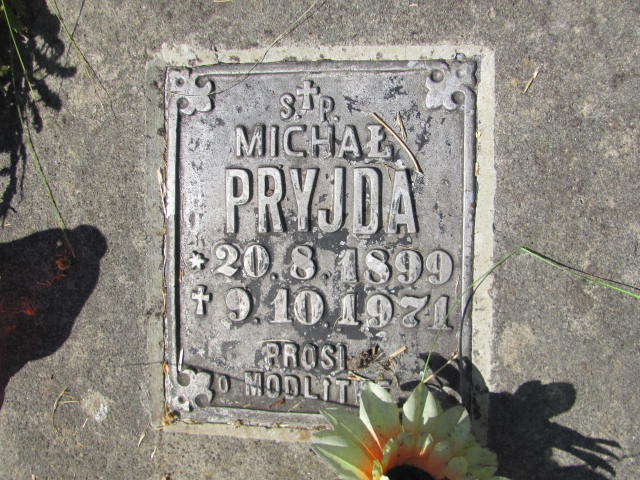 Ś✝P.
MICHAŁ
PRYJDA
* 20.8.1899
✝ 9.10.1971
PROSI
O MODLITWĘ